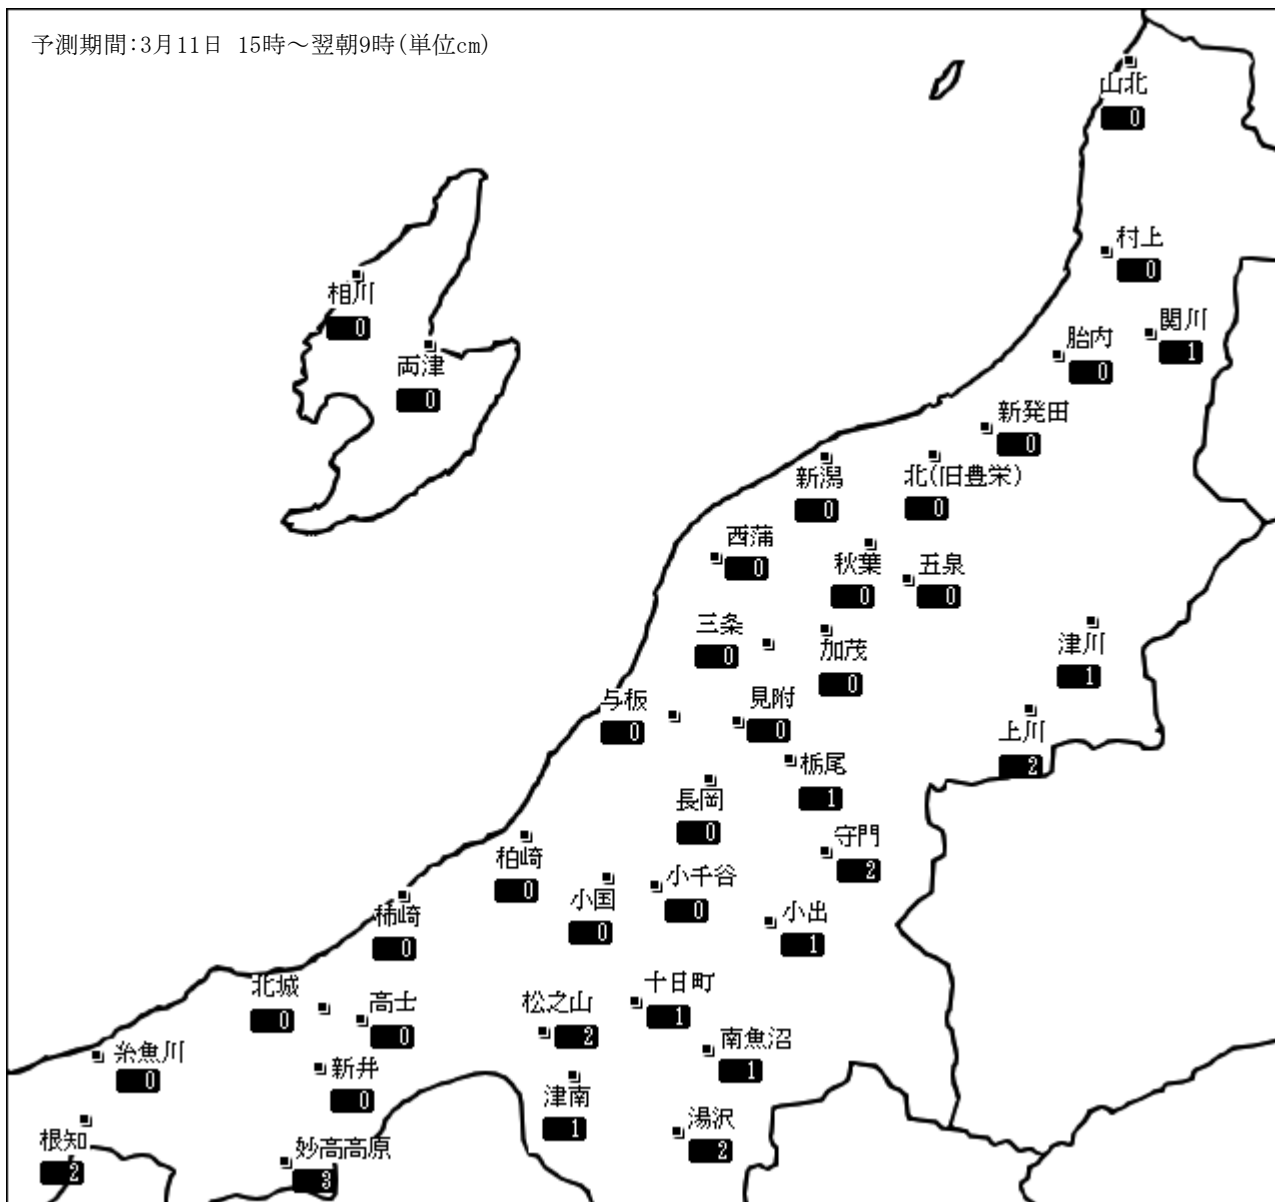 予測期間:3月11日 15時～翌朝9時(単位cm)
山北
0
村上
0
相川
0
関川
1
胎内
0
両津
0
新発田
0
新潟
0
北(旧豊栄)
0
西蒲
0
秋葉
0
五泉
0
三条
0
加茂
0
津川
1
与板
0
見附
0
上川
2
栃尾
1
長岡
0
守門
2
柏崎
0
小千谷
0
小国
0
小出
1
柿崎
0
北城
0
高士
0
松之山
2
十日町
1
南魚沼
1
糸魚川
0
新井
0
津南
1
湯沢
2
根知
2
妙高高原
3